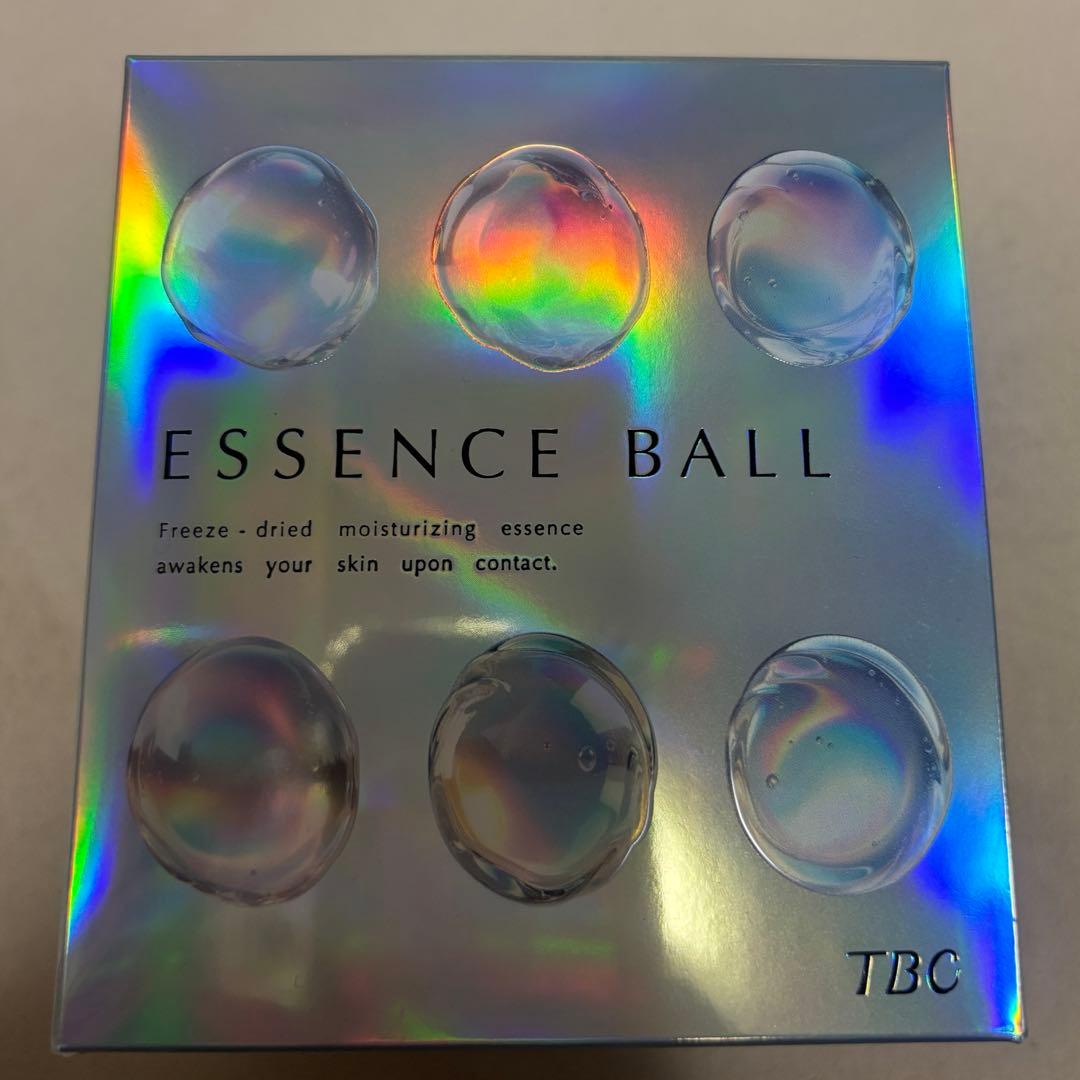 ESSENCE BALL
Freeze-dried moisturizing essence
awakens your skin upon contact.
TBC